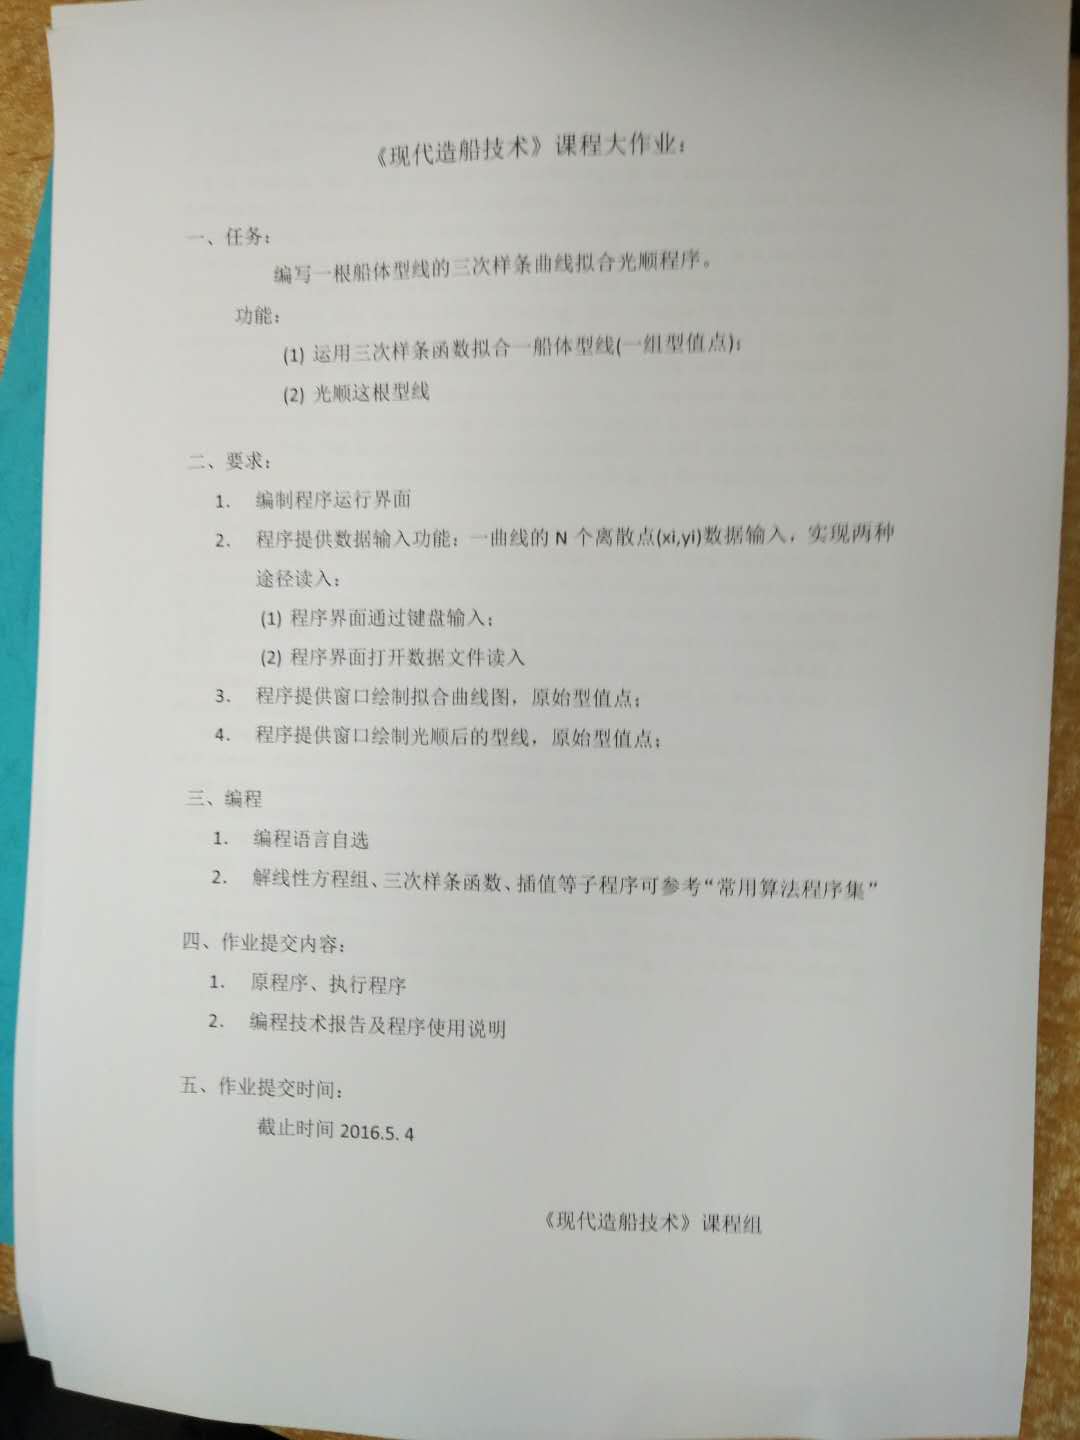 《现代造船技术》课程大作业：
一、任务：
编写一根船体型线的三次样条曲线拟合光顺程序。
功能：
(1) 运用三次样条函数拟合一船体型线(一组型值点)；
(2) 光顺这根型线
二、要求：
1. 编制程序运行界面
2. 程序提供数据输入功能：一曲线的 N 个离散点(xi,yi)数据输入，实现两种
途径读入：
(1) 程序界面通过键盘输入；
(2) 程序界面打开数据文件读入
3. 程序提供窗口绘制拟合曲线图，原始型值点；
4. 程序提供窗口绘制光顺后的型线，原始型值点；
三、编程
1. 编程语言自选
2. 解线性方程组、三次样条函数、插值等子程序可参考“常用算法程序集”
四、作业提交内容：
1. 原程序、执行程序
2. 编程技术报告及程序使用说明
五、作业提交时间：
截止时间 2016.5. 4
《现代造船技术》课程组